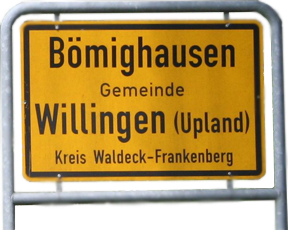 Bömighausen
Gemeinde
Willingen (Upland)
Kreis Waldeck-Frankenberg